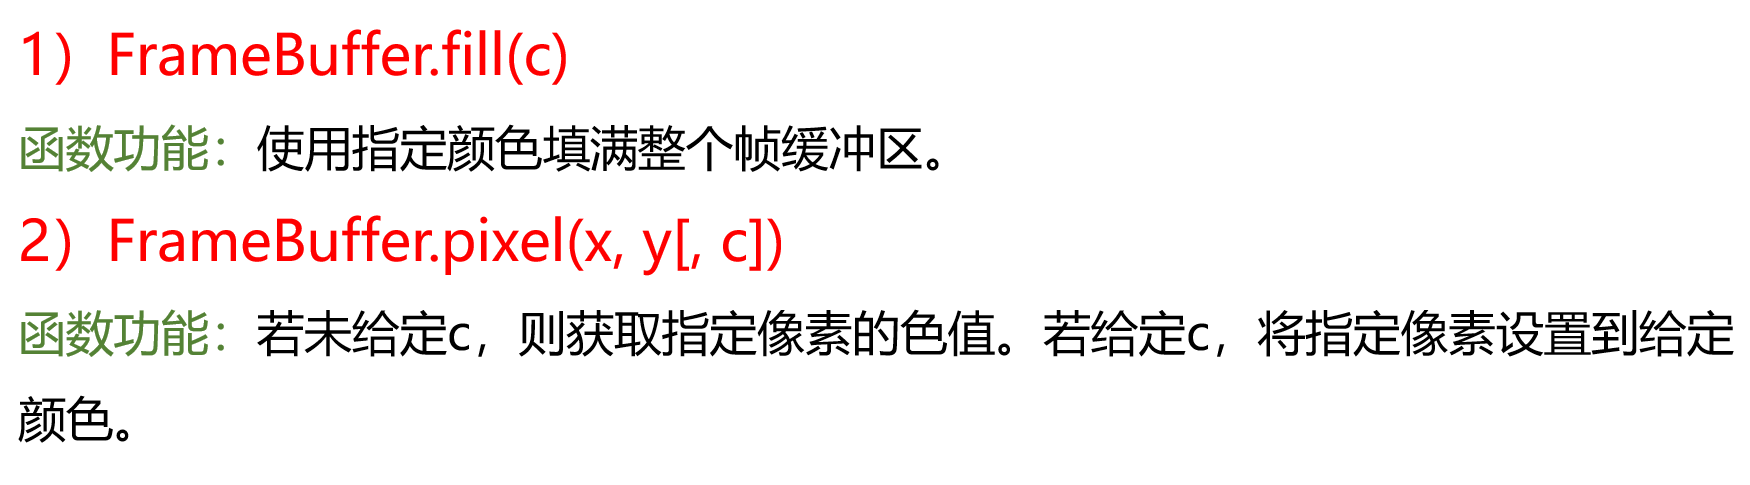 1）FrameBuffer.fill(c)
函数功能：使用指定颜色填满整个帧缓冲区。
2）FrameBuffer.pixel(x, y[, c])
函数功能：若未给定c，则获取指定像素的色值。若给定c，将指定像素设置到给定
颜色。